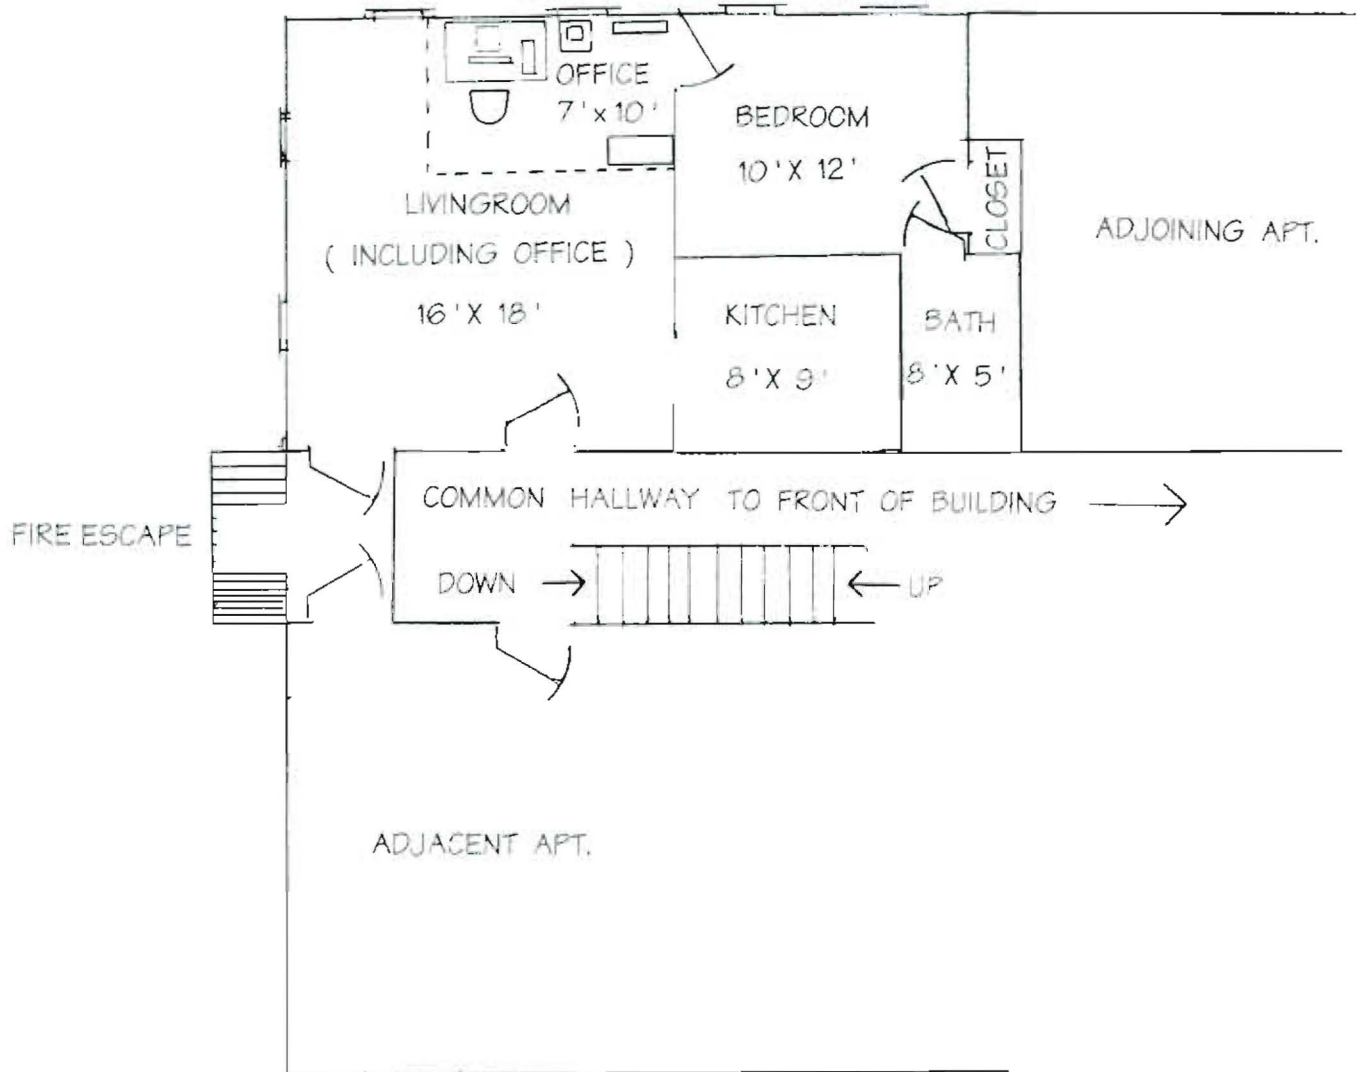 OFFICE
7' x 10'
BEDROOM
10' X 12'
CLOSET
LIVINGROOM
( INCLUDING OFFICE )
16' X 18'
ADJOINING APT.
KITCHEN
8' X 9'
BATH
8' X 5'
COMMON HALLWAY TO FRONT OF BUILDING
FIRE ESCAPE
DOWN
UP
ADJACENT APT.